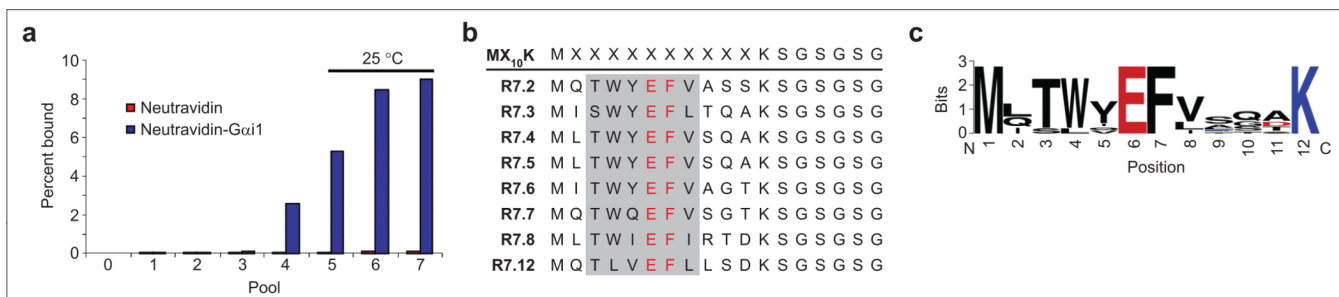 a
25 °C
Percent bound
10
8
6
4
2
0
Neutravidin
Neutravidin-Gαi1
0 1 2 3 4 5 6 7
Pool
b
MX10K M X X X X X X X X X X K S G S G S G
R7.2 M Q T W Y E F V A S S K S G S G S G
R7.3 M I S W Y E F L T Q A K S G S G S G
R7.4 M L T W Y E F V S Q A K S G S G S G
R7.5 M L T W Y E F V S Q A K S G S G S G
R7.6 M I T W Y E F V A G T K S G S G S G
R7.7 M Q T W Q E F V S G T K S G S G S G
R7.8 M L T W I E F I R T D K S G S G S G
R7.12 M Q T L V E F L L S D K S G S G S G
c
Bits
3
2
1
0
M L T W Y E F V S Q A K
N 1 2 3 4 5 6 7 8 9 10 11 12 C
Position